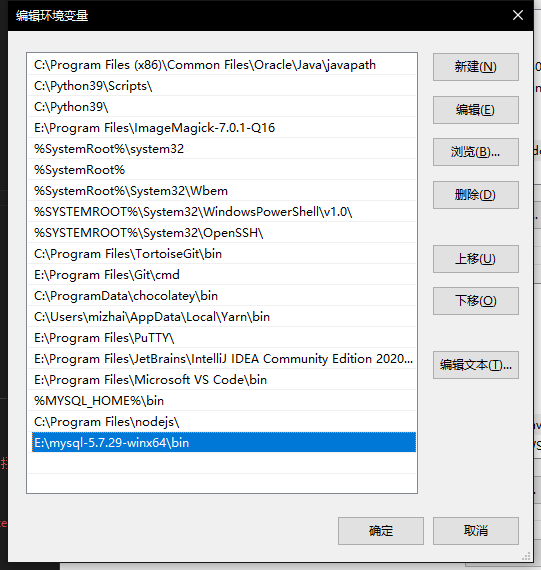 编辑环境变量
C:\Program Files (x86)\Common Files\Oracle\Java\javapath
C:\Python39\Scripts\
C:\Python39\
E:\Program Files\ImageMagick-7.0.1-Q16
%SystemRoot%\system32
%SystemRoot%
%SystemRoot%\System32\Wbem
%SYSTEMROOT%\System32\WindowsPowerShell\v1.0\
%SYSTEMROOT%\System32\OpenSSH\
C:\Program Files\TortoiseGit\bin
E:\Program Files\Git\cmd
C:\ProgramData\chocolatey\bin
C:\Users\mizhai\AppData\Local\Yarn\bin
E:\Program Files\PuTTY\
E:\Program Files\JetBrains\IntelliJ IDEA Community Edition 2020...
E:\Program Files\Microsoft VS Code\bin
%MYSQL_HOME%\bin
C:\Program Files\nodejs\
E:\mysql-5.7.29-winx64\bin
新建(N)
编辑(E)
浏览(B)...
删除(D)
上移(U)
下移(O)
编辑文本(T)...
确定
取消